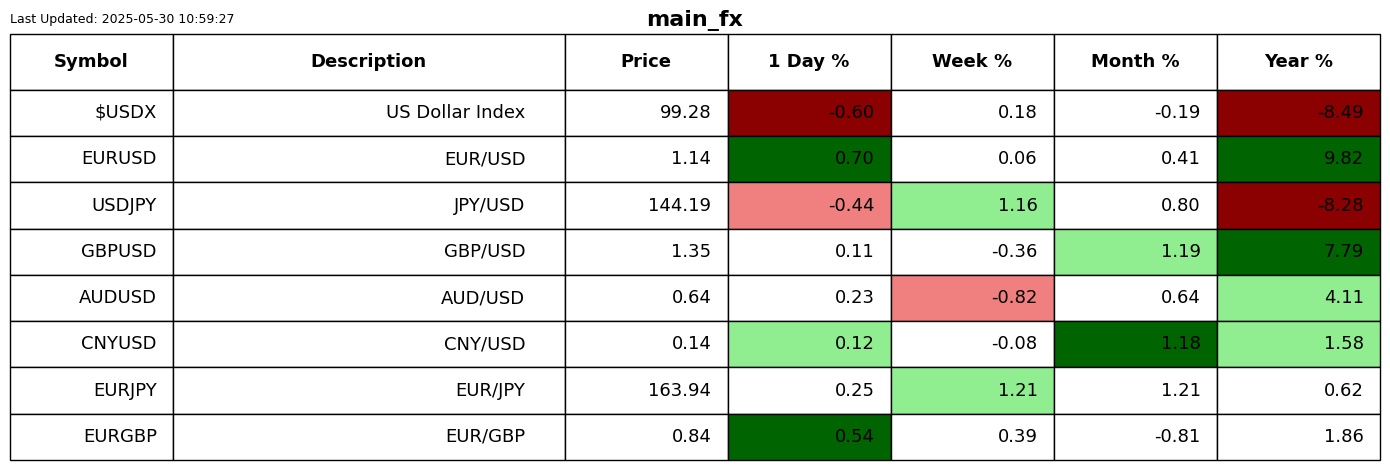 Last Updated: 2025-05-30 10:59:27
main_fx
Symbol Description Price 1 Day % Week % Month % Year %
$USDX US Dollar Index 99.28 -0.60 0.18 -0.19 -8.49
EURUSD EUR/USD 1.14 0.70 0.06 0.41 9.82
USDJPY JPY/USD 144.19 -0.44 1.16 0.80 -8.28
GBPUSD GBP/USD 1.35 0.11 -0.36 1.19 7.79
AUDUSD AUD/USD 0.64 0.23 -0.82 0.64 4.11
CNYUSD CNY/USD 0.14 0.12 -0.08 1.18 1.58
EURJPY EUR/JPY 163.94 0.25 1.21 1.21 0.62
EURGBP EUR/GBP 0.84 0.54 0.39 -0.81 1.86